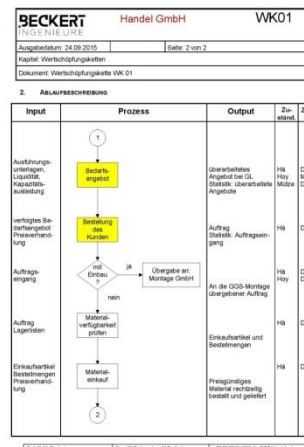 BECKERT
INGENIEURE
Handel GmbH
WK01
Ausgabedatum: 24.09.2015
Seite: 2 von 2
Kapitel: Wertschöpfungsketten
Dokument: Wertschöpfungskette WK 01
2. ABLAUFBESCHREIBUNG
Input
Prozess
Output
Zu-
ständ.
1
Ausführungs-
unterlagen,
Liquidität,
Kapazitäts-
auslastung
Bedarfs-
angebot
überarbeitetes
Angebot bei GL
Statistik: überarbeitete
Angebote
Hä
Hoy
Mütze
verfolgtes Be-
darfsangebot
Preisverhand-
lung
Bestellung
des
Kunden
Auftrag
Statistik: Auftragsein-
gang
Hä
Auftrags-
eingang
mit
Einbau
?
ja
Übergabe an:
Montage GmbH
nein
An die GGS-Montage
übergebener Auftrag
Hä
Hoy
Auftrag
Lagerlisten
Material-
verfügbarkeit
prüfen
Einkaufsartikel und
Bestellmengen
Hä
Einkaufsartikel
Bestellmengen
Preisverhand-
lung
Material-
einkauf
Preisgünstiges
Material rechtzeitig
bestellt und geliefert
Hä
2